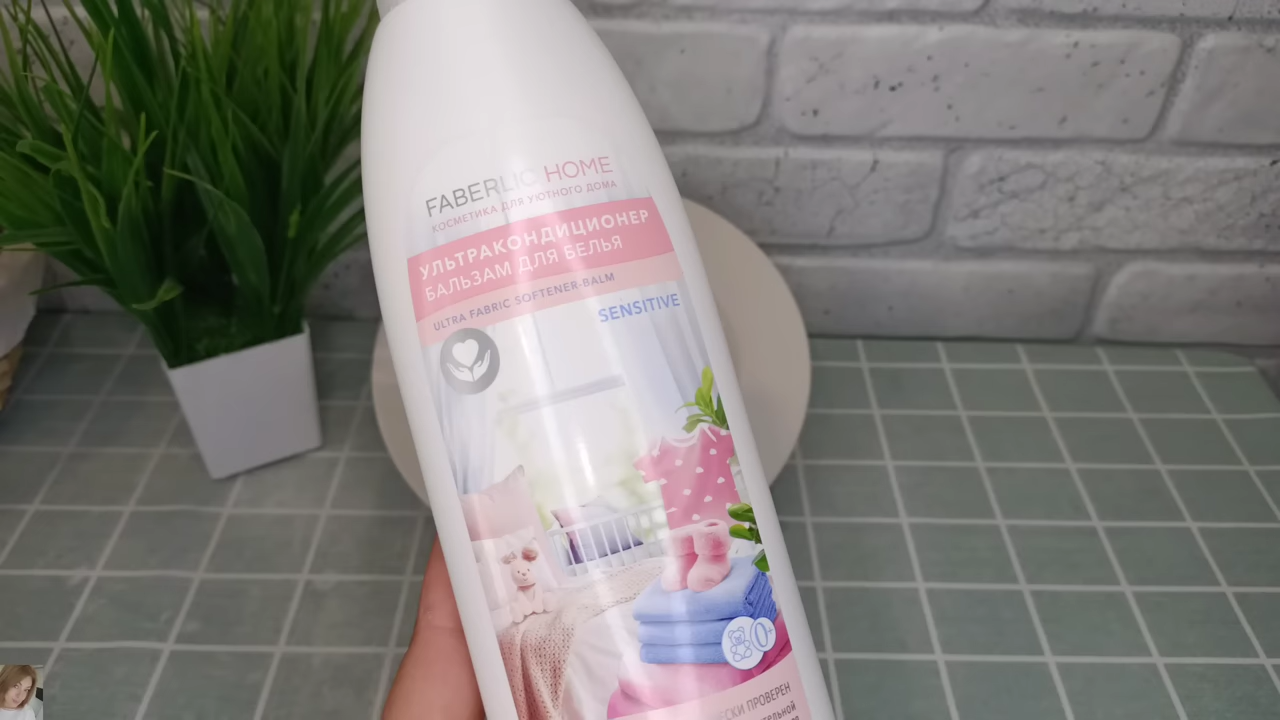 FABERLIC HOME
КОСМЕТИКА ДЛЯ УЮТНОГО ДОМА
УЛЬТРАКОНДИЦИОНЕР
БАЛЬЗАМ ДЛЯ БЕЛЬЯ
ULTRA FABRIC SOFTENER-BALM
SENSITIVE
0+
ПРОВЕРЕН